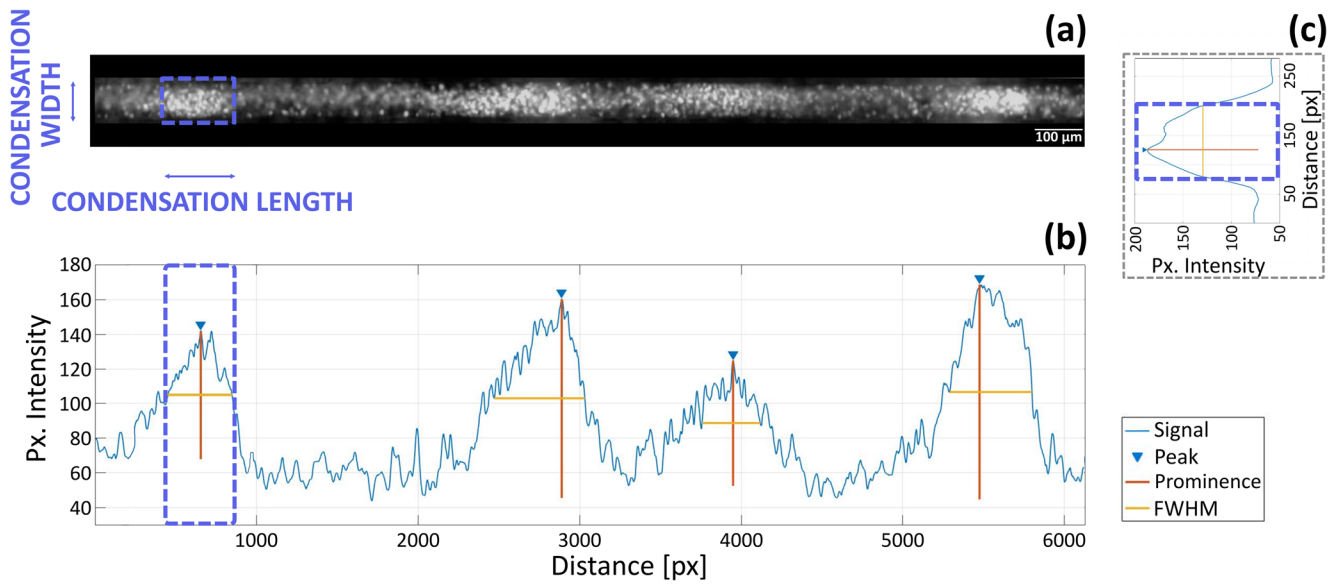 (a)
(c)
CONDENSATION
WIDTH
100 µm
CONDENSATION LENGTH
250
150
50
Distance [px]
200
150
100
50
Px. Intensity
(b)
180
160
140
120
100
80
60
40
Px. Intensity
1000
2000
3000
4000
5000
6000
Distance [px]
Signal
Peak
Prominence
FWHM